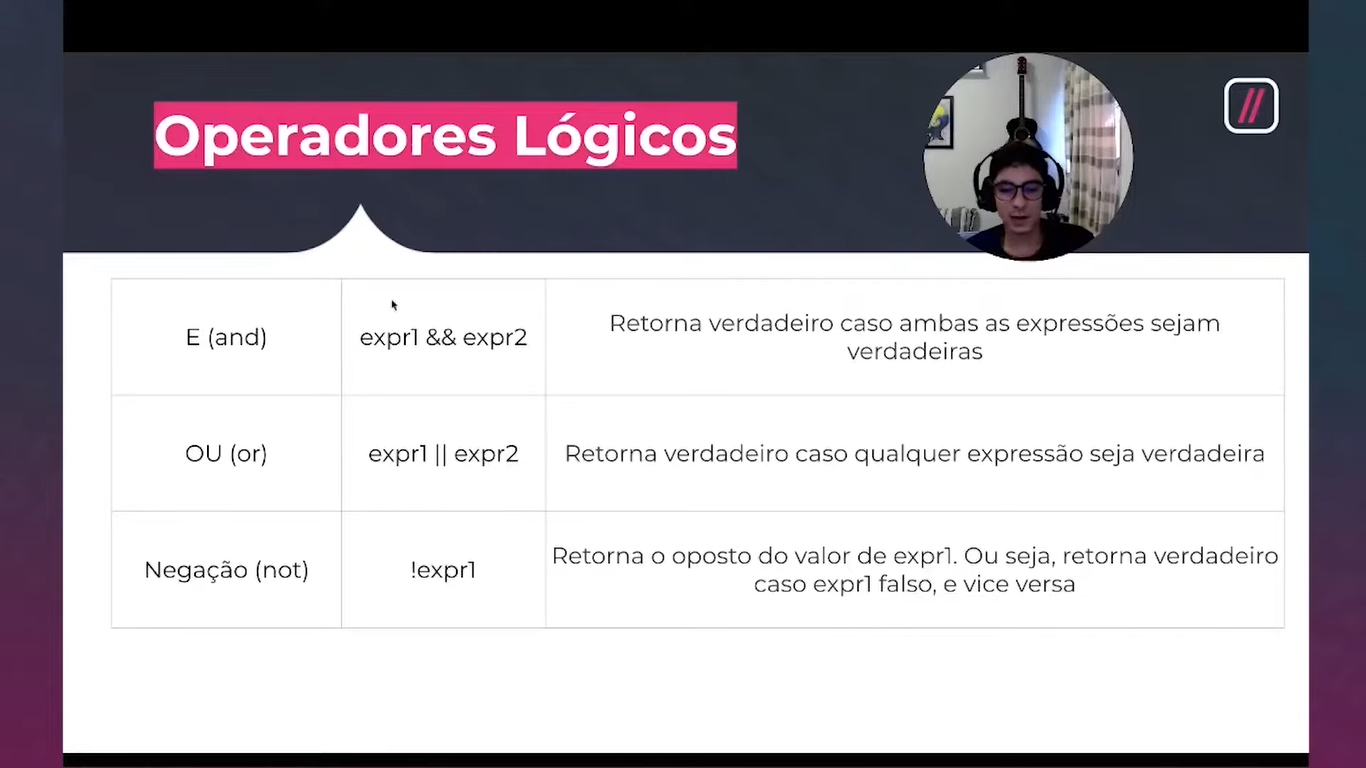 Operadores Lógicos
E (and)
expr1 && expr2
Retorna verdadeiro caso ambas as expressões sejam
verdadeiras
OU (or)
expr1 || expr2
Retorna verdadeiro caso qualquer expressão seja verdadeira
Negação (not)
!expr1
Retorna o oposto do valor de expr1. Ou seja, retorna verdadeiro
caso expr1 falso, e vice versa